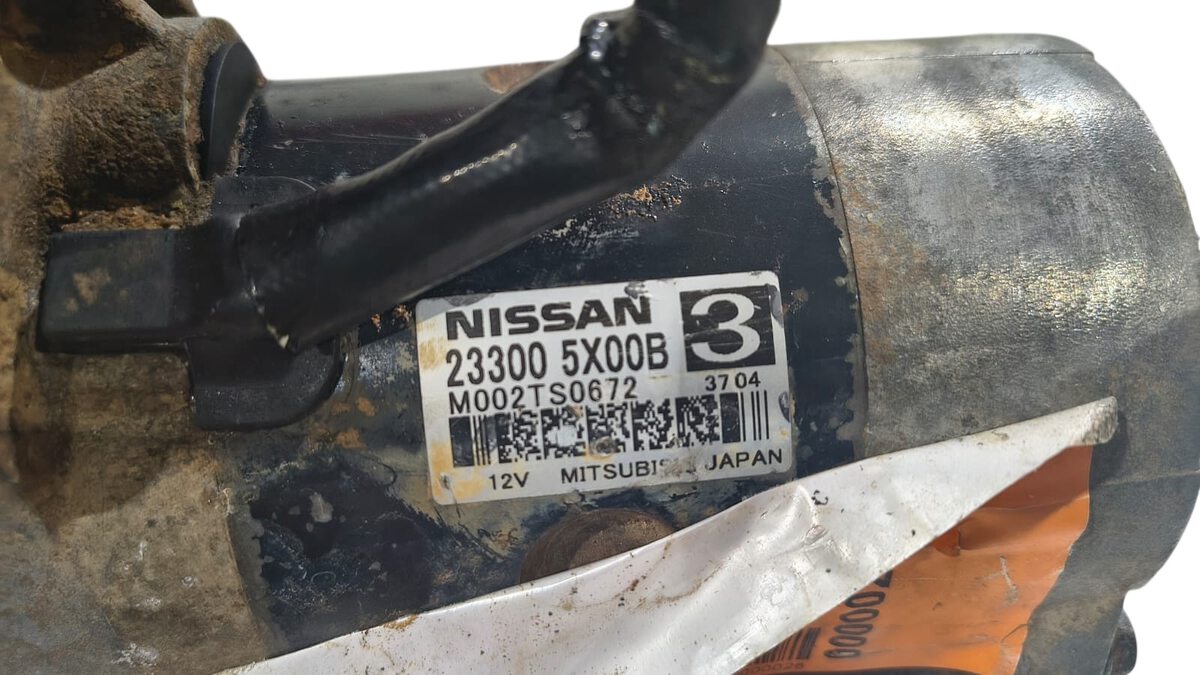 NISSAN 3
23300 5X00B
M002TS0672 3704
12V JAPAN